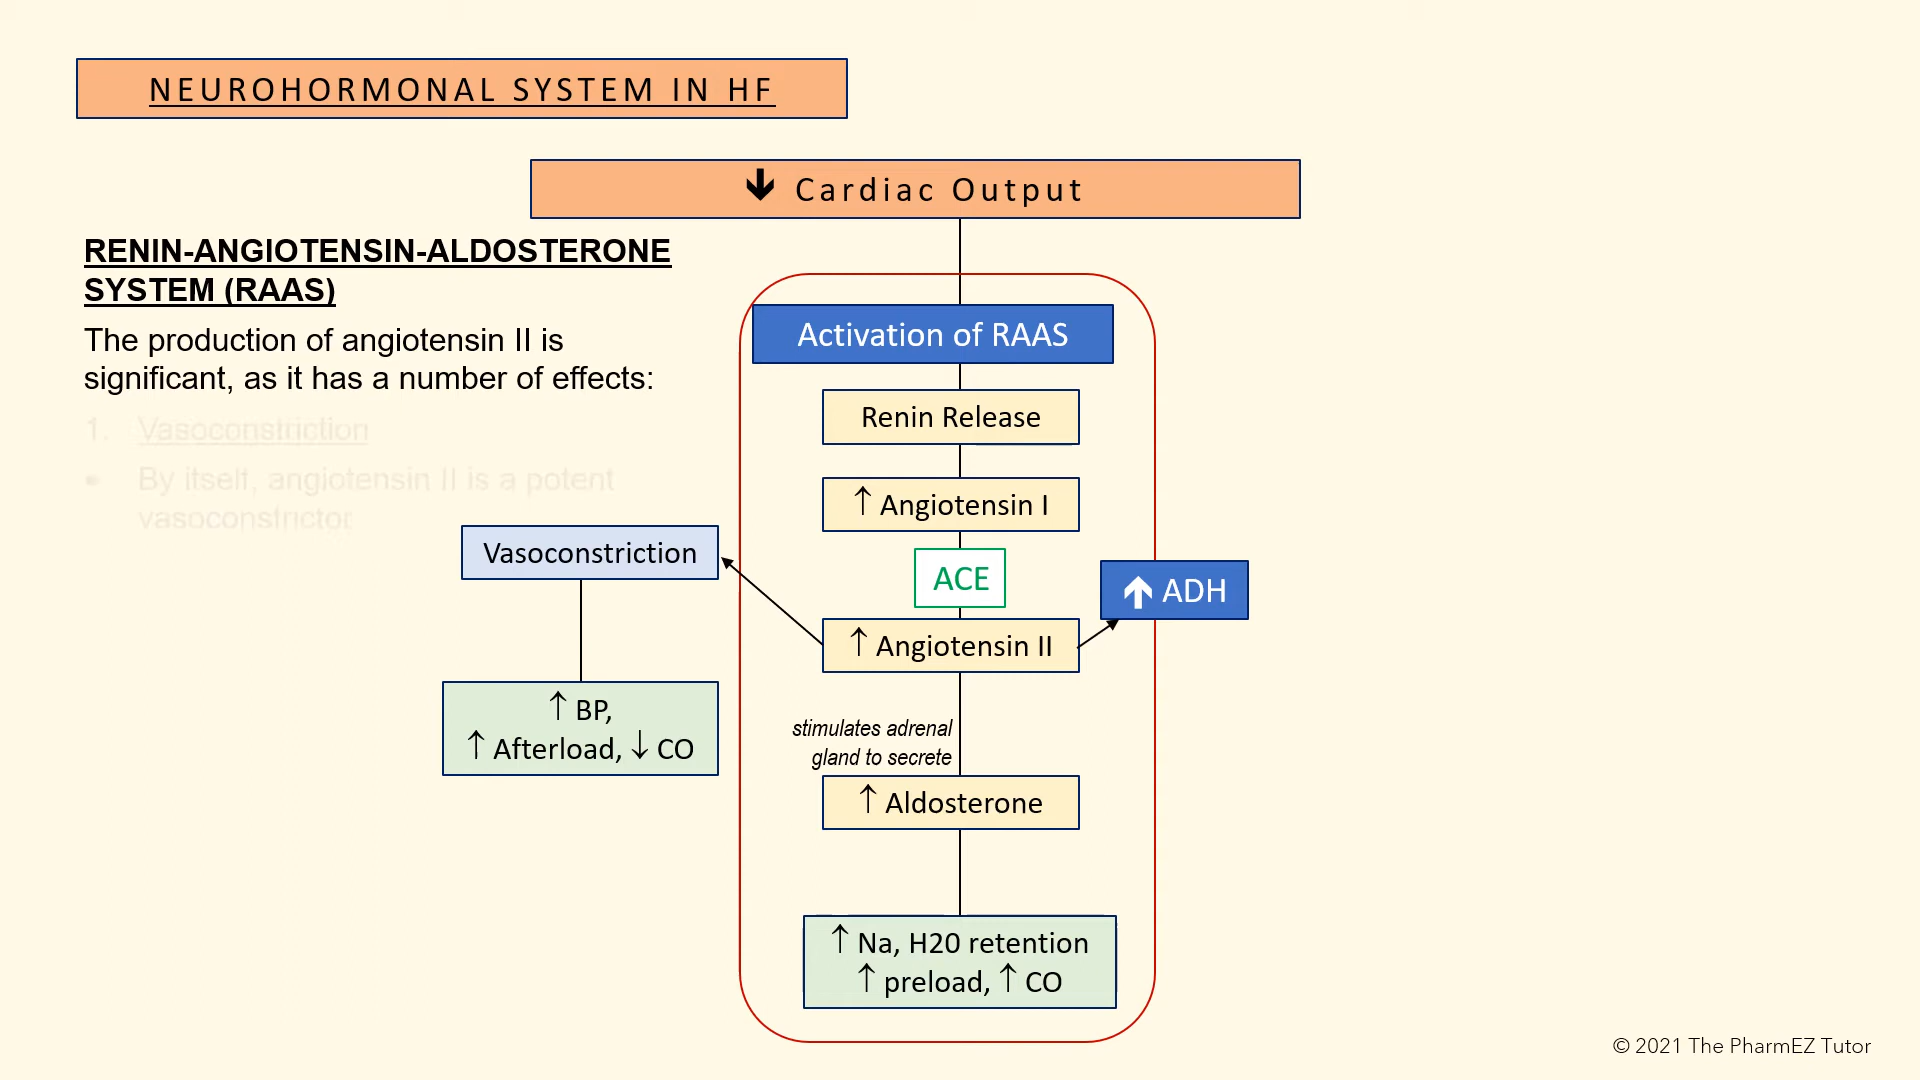 NEUROHORMONAL SYSTEM IN HF
🡫 Cardiac Output
RENIN-ANGIOTENSIN-ALDOSTERONE
SYSTEM (RAAS)
The production of angiotensin II is
significant, as it has a number of effects:
1. Vasoconstriction
• By itself, angiotensin II is a potent
vasoconstrictor
Activation of RAAS
Renin Release
↑ Angiotensin I
ACE
↑ Angiotensin II
🡩 ADH
Vasoconstriction
↑ BP,
↑ Afterload, ↓ CO
stimulates adrenal
gland to secrete
↑ Aldosterone
↑ Na, H20 retention
↑ preload, ↑ CO
© 2021 The PharmEZ Tutor